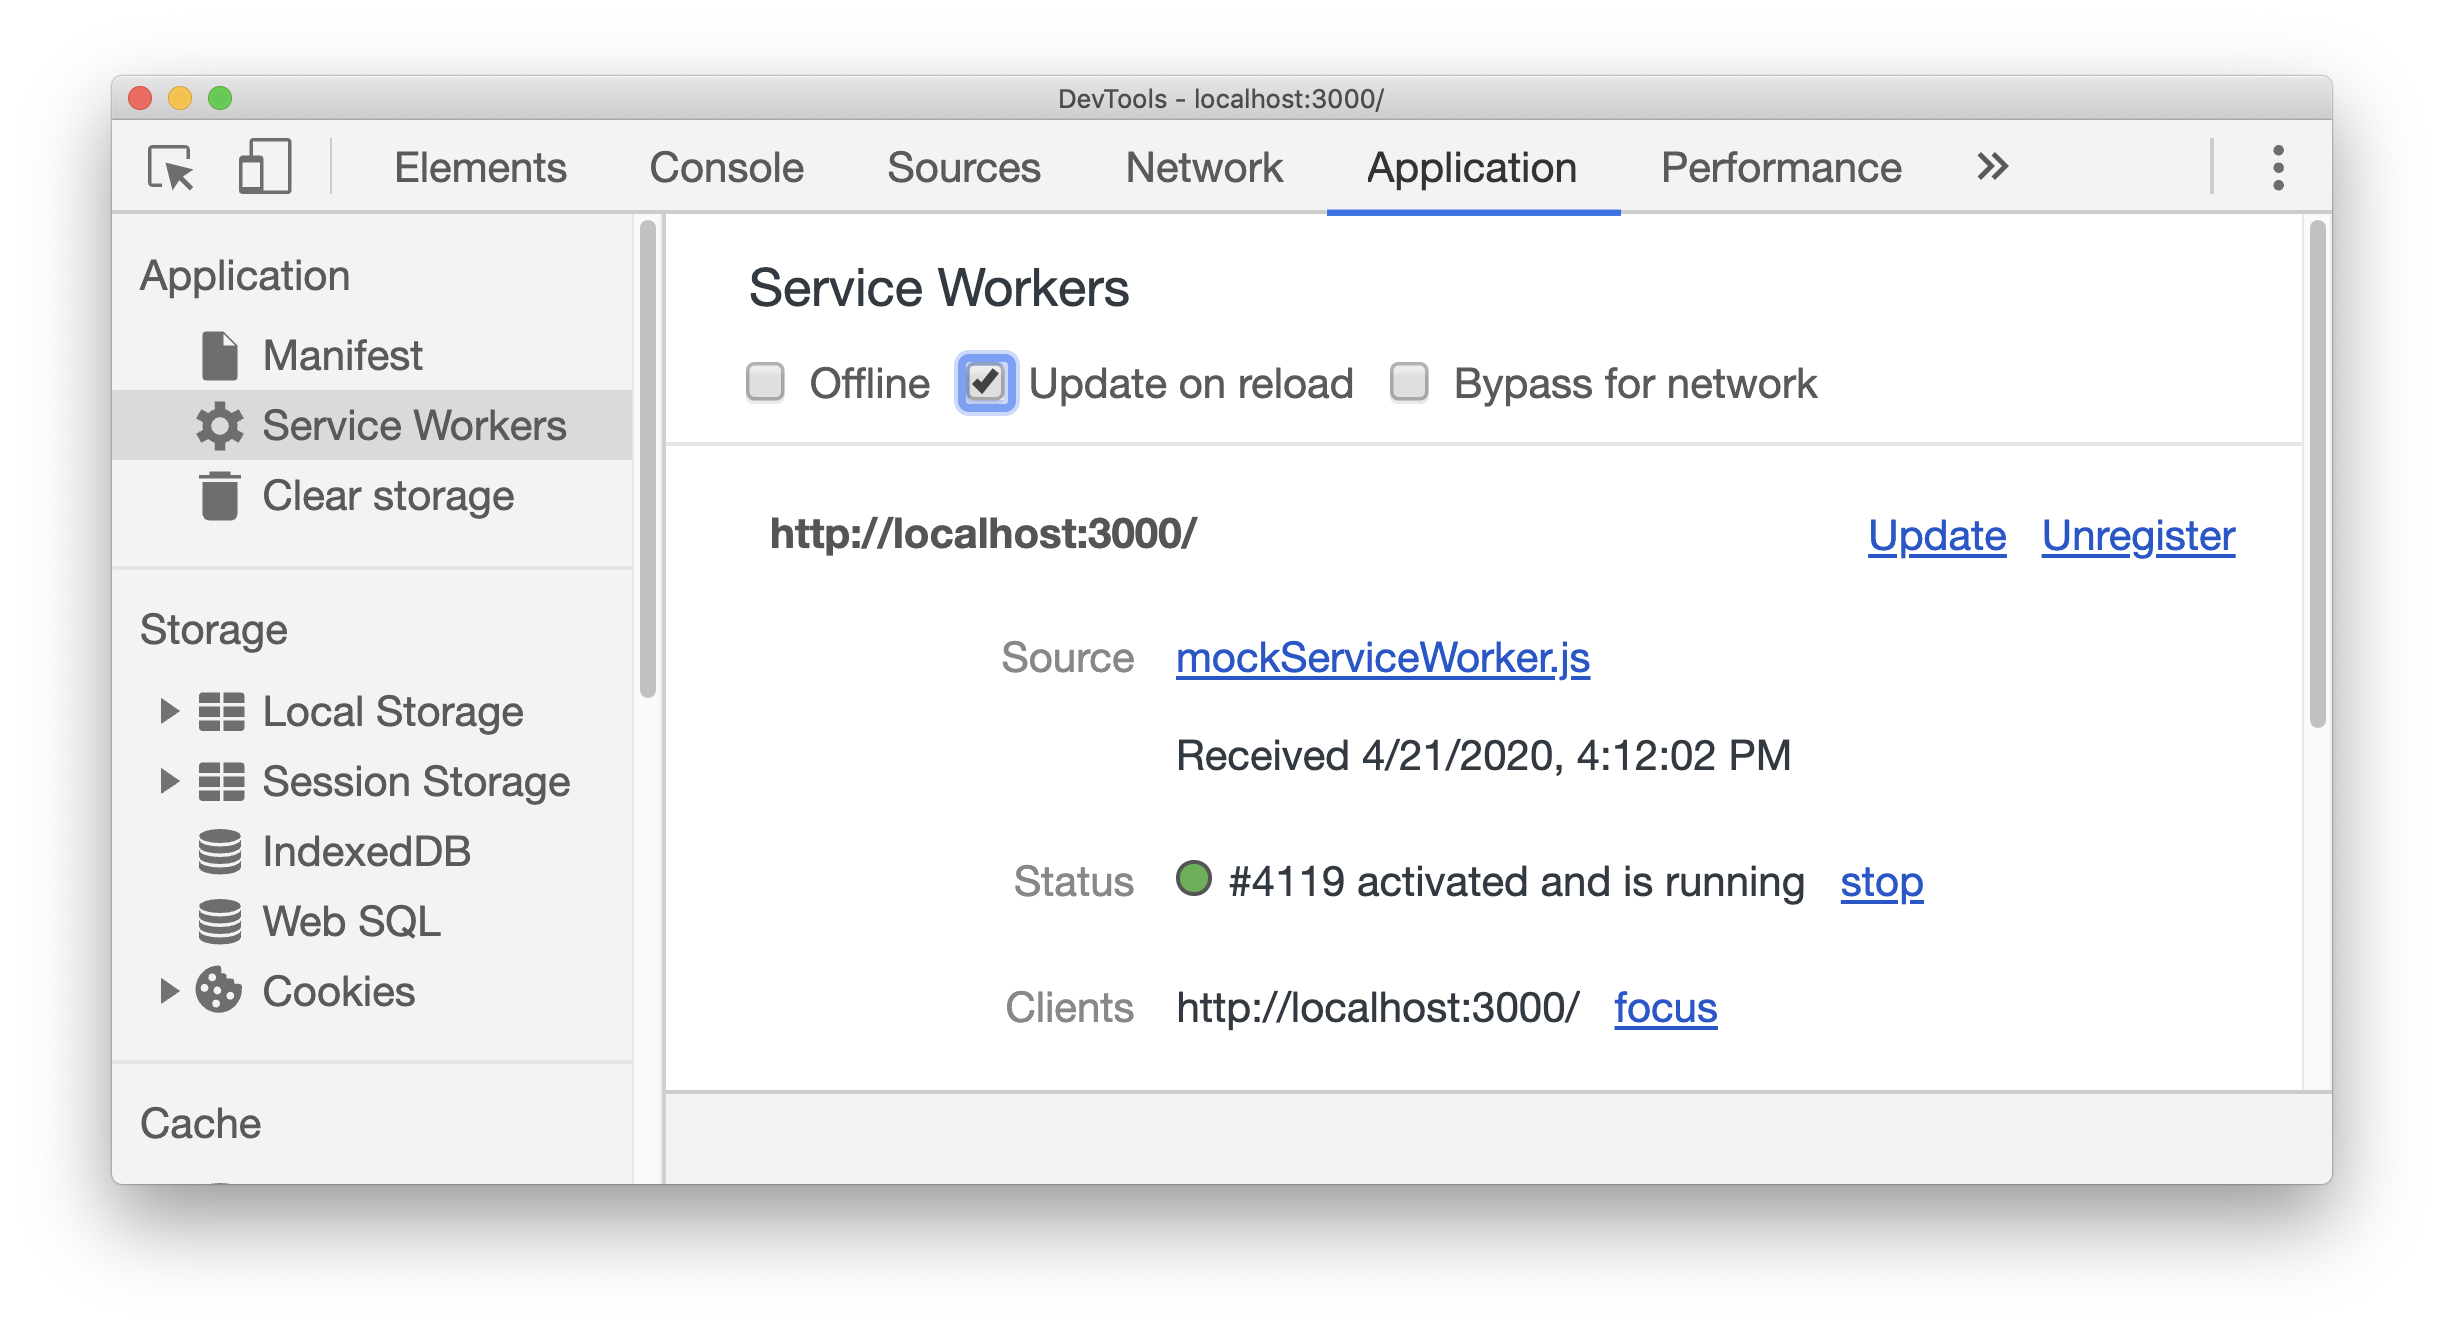 DevTools - localhost:3000/
Elements Console Sources Network Application Performance
Application
Manifest
Service Workers
Clear storage
Storage
Local Storage
Session Storage
IndexedDB
Web SQL
Cookies
Cache
Service Workers
Offline Update on reload Bypass for network
http://localhost:3000/ Update Unregister
Source mockServiceWorker.js
Received 4/21/2020, 4:12:02 PM
Status #4119 activated and is running stop
Clients http://localhost:3000/ focus